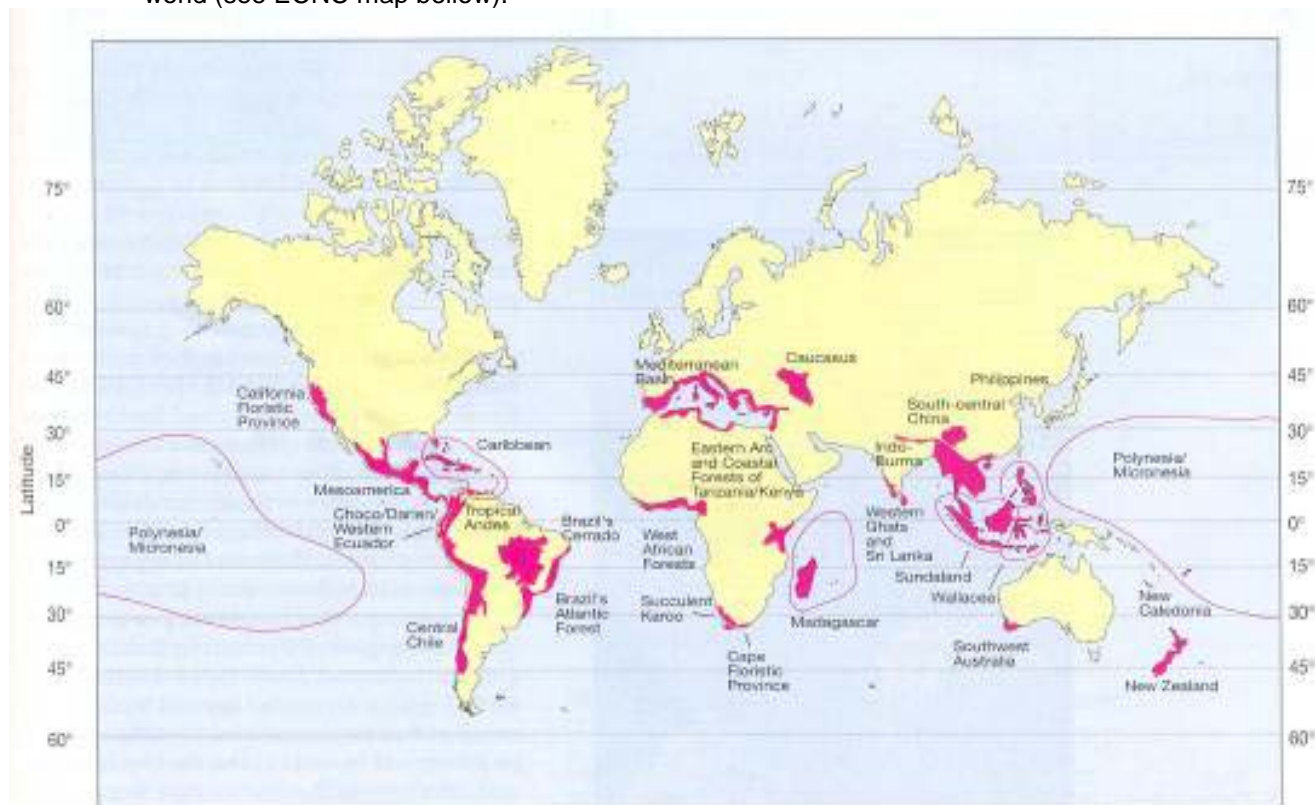 world (see ECNC map bellow).
75°
75°
60°
60°
45°
45°
30°
30°
15°
15°
0°
0°
15°
15°
30°
30°
45°
45°
60°
60°
Latitude
California
Floristic
Province
Caribbean
Mesoamerica
Choco/Darien/
Western
Ecuador
Tropical
Andes
Brazil's
Cerrado
Brazil's
Atlantic
Forest
Central
Chile
Polynesia/
Micronesia
Mediterranean
Basin
Caucasus
Eastern Arc
and Coastal
Forests of
Tanzania/Kenya
West
African
Forests
Succulent
Karoo
Cape
Floristic
Province
Madagascar
Philippines
South-central
China
Indo-
Burma
Western
Ghats
and
Sri Lanka
Sundaland
Wallacea
Polynesia/
Micronesia
New
Caledonia
Southwest
Australia
New Zealand